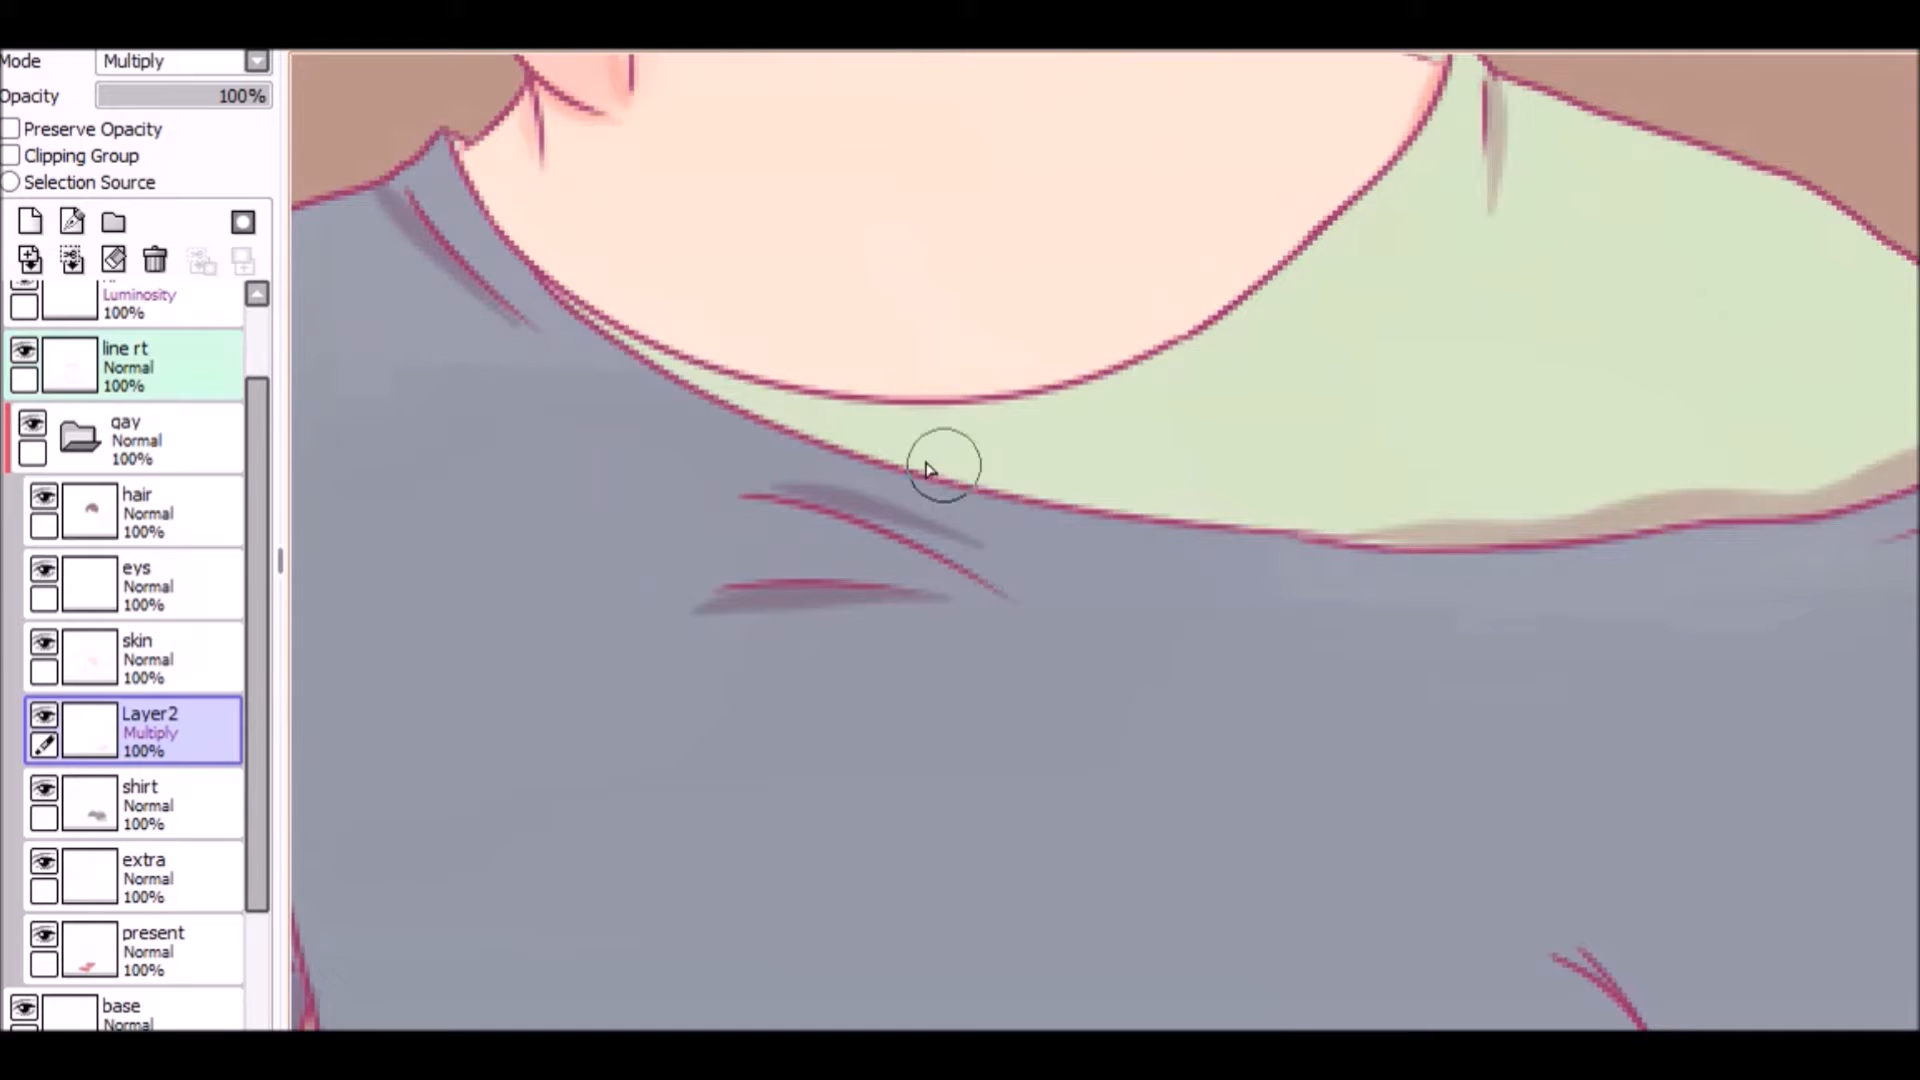 Mode Multiply
Opacity 100%
Preserve Opacity
Clipping Group
Selection Source
Luminosity
100%
line rt
Normal
100%
gay
Normal
100%
hair
Normal
100%
eys
Normal
100%
skin
Normal
100%
Layer2
Multiply
100%
shirt
Normal
100%
extra
Normal
100%
present
Normal
100%
base
Normal